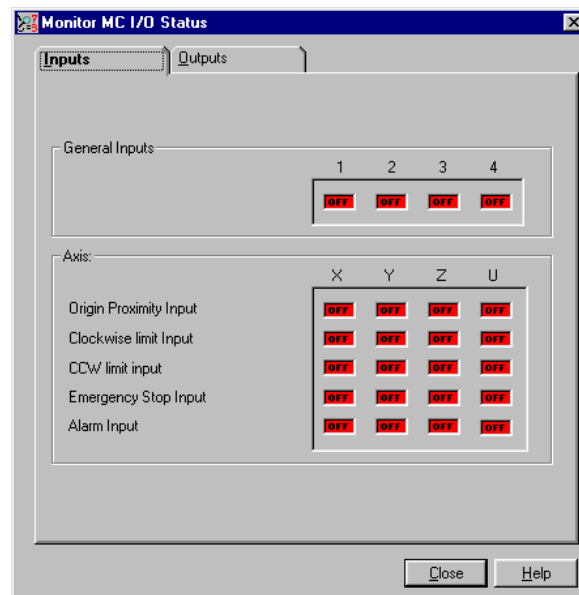 Monitor MC I/O Status
Inputs Outputs
General Inputs
1 2 3 4
OFF OFF OFF OFF
Axis:
X Y Z U
Origin Proximity Input OFF OFF OFF OFF
Clockwise limit Input OFF OFF OFF OFF
CCW limit input OFF OFF OFF OFF
Emergency Stop Input OFF OFF OFF OFF
Alarm Input OFF OFF OFF OFF
Close Help